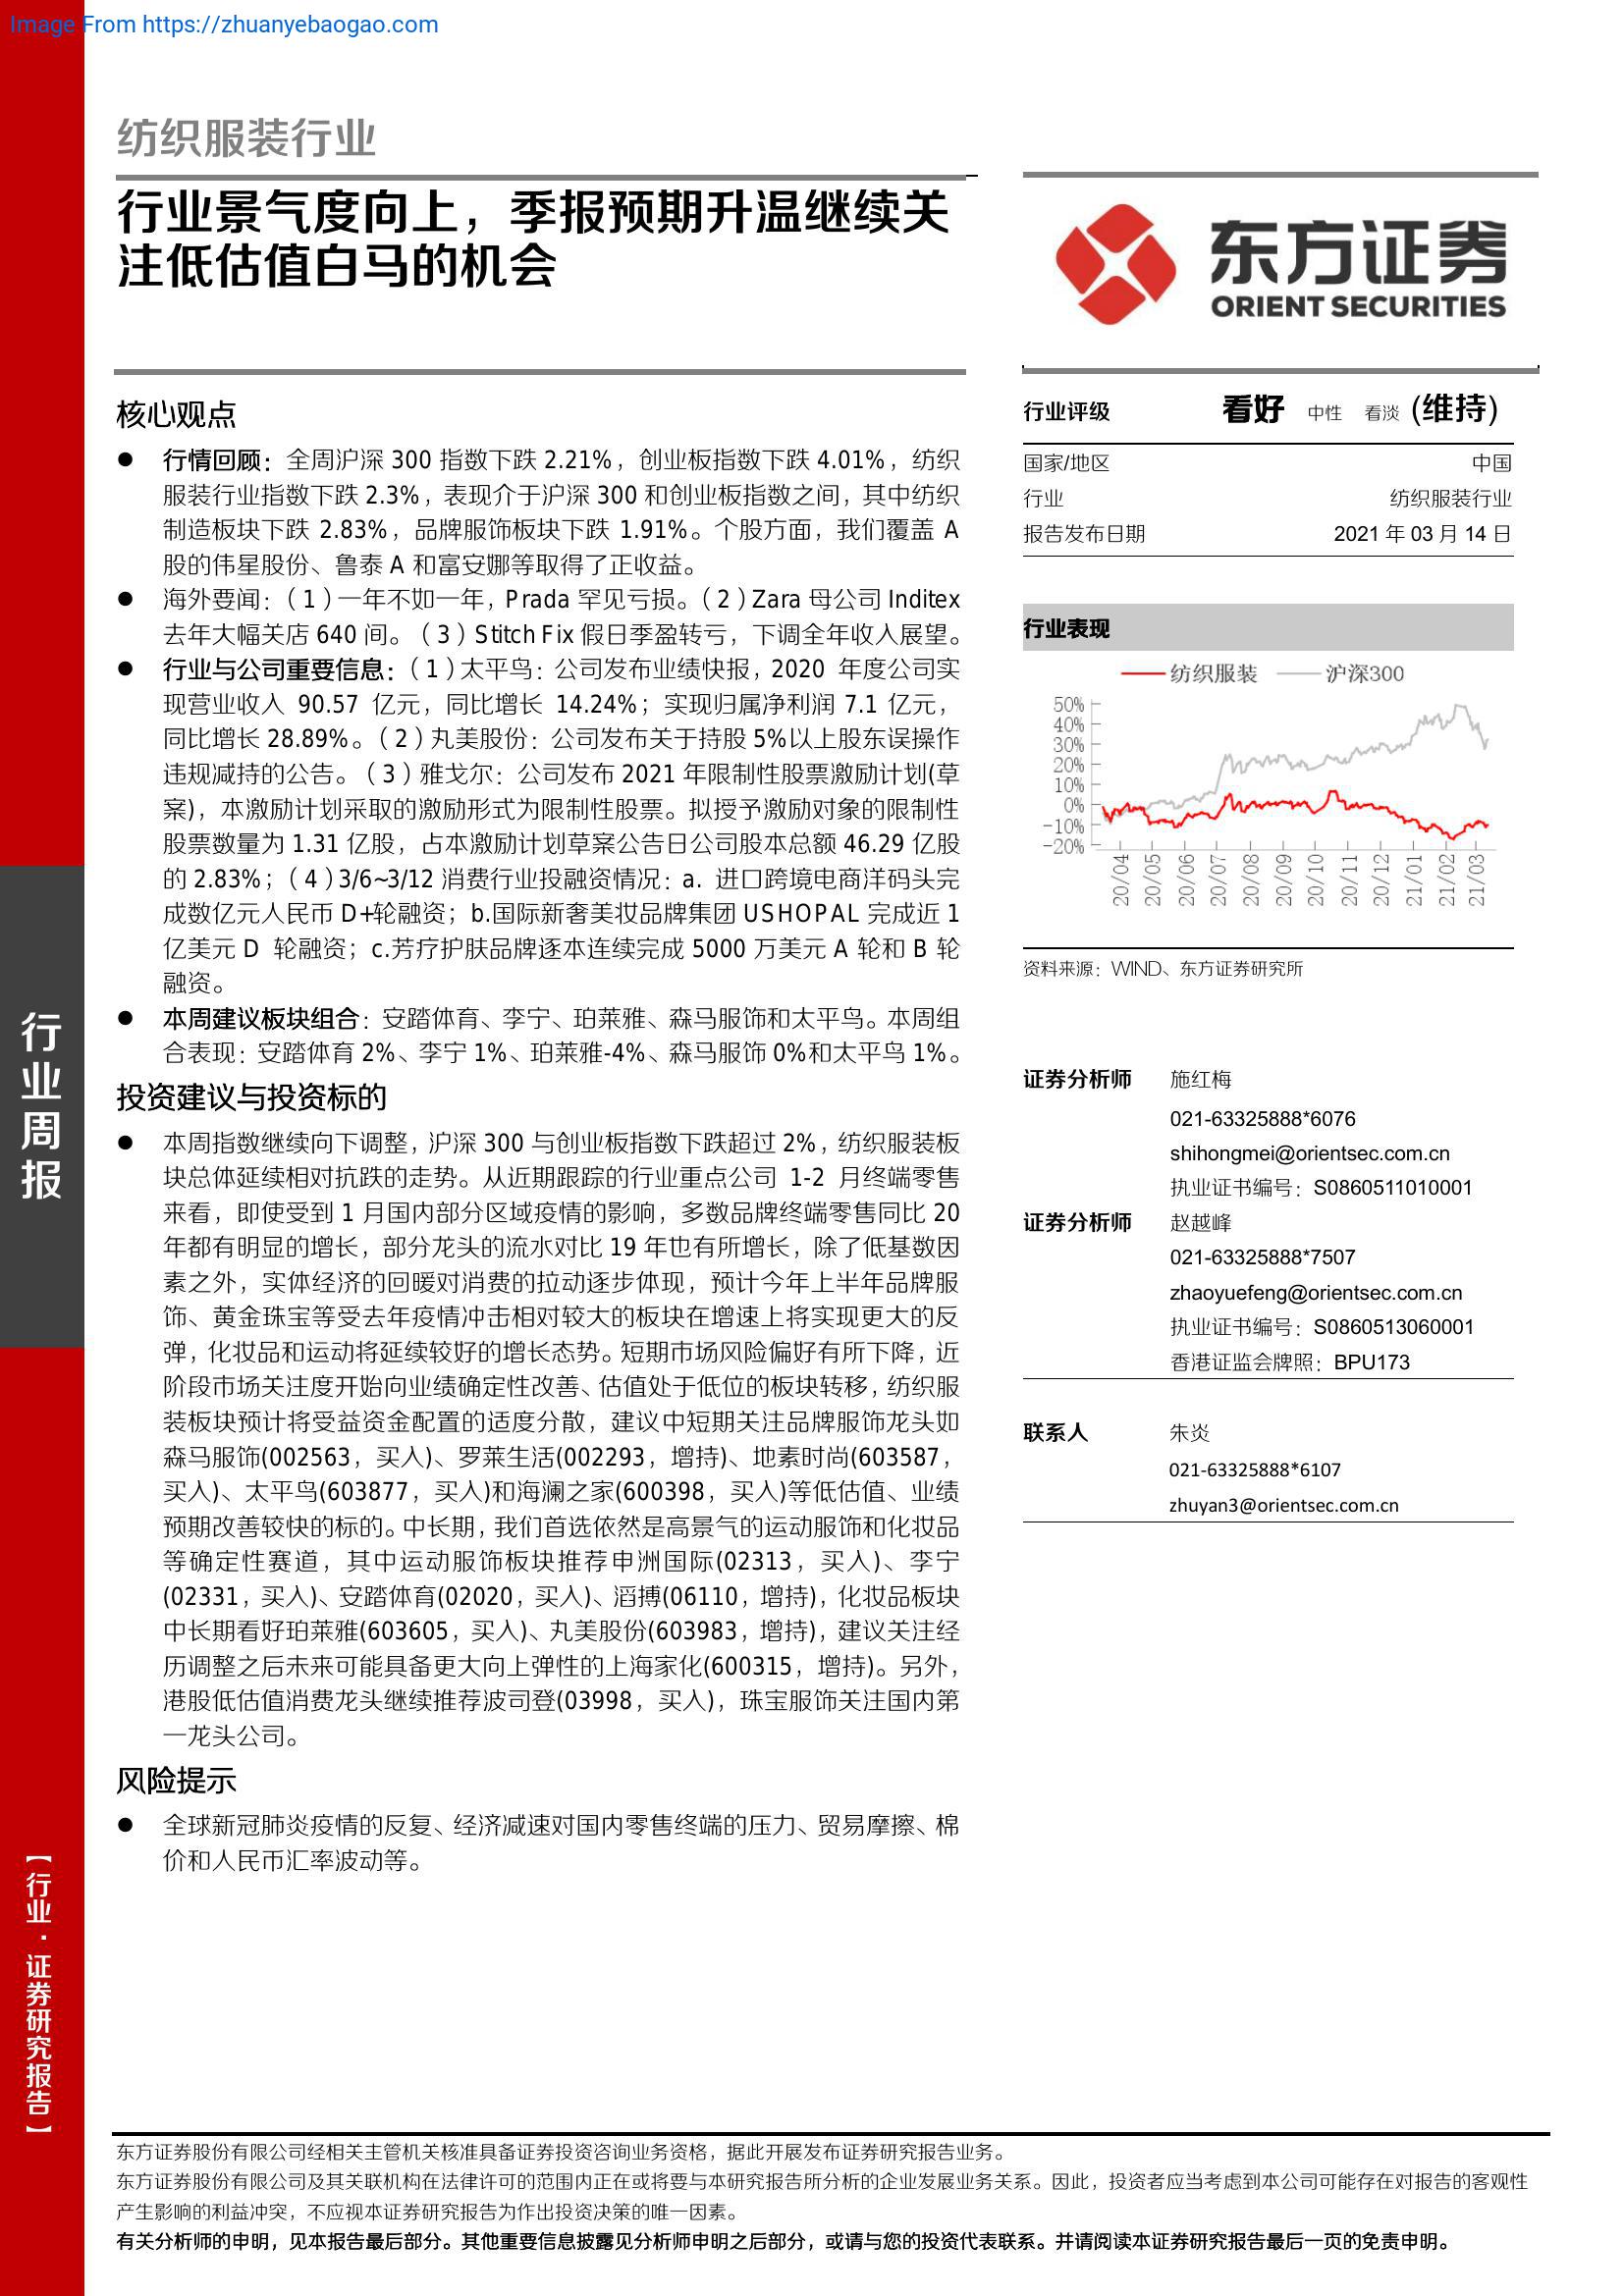 Image From https://zhuanyebaogao.com
纺织服装行业
行业景气度向上，季报预期升温继续关
注低估值白马的机会
东方证券
ORIENT SECURITIES
核心观点
● 行情回顾：全周沪深 300 指数下跌 2.21%，创业板指数下跌 4.01%，纺织
服装行业指数下跌 2.3%，表现介于沪深 300 和创业板指数之间，其中纺织
制造板块下跌 2.83%，品牌服饰板块下跌 1.91%。个股方面，我们覆盖 A
股的伟星股份、鲁泰 A 和富安娜等取得了正收益。
● 海外要闻：（1）一年不如一年，Prada 罕见亏损。（2）Zara 母公司 Inditex
去年大幅关店 640 间。（3）Stitch Fix 假日季盈转亏，下调全年收入展望。
● 行业与公司重要信息：（1）太平鸟：公司发布业绩快报，2020 年度公司实
现营业收入 90.57 亿元，同比增长 14.24%；实现归属净利润 7.1 亿元，
同比增长 28.89%。（2）丸美股份：公司发布关于持股 5%以上股东误操作
违规减持的公告。（3）雅戈尔：公司发布 2021 年限制性股票激励计划(草
案)，本激励计划采取的激励形式为限制性股票。拟授予激励对象的限制性
股票数量为 1.31 亿股，占本激励计划草案公告日公司股本总额 46.29 亿股
的 2.83%；（4）3/6~3/12 消费行业投融资情况：a. 进口跨境电商洋码头完
成数亿元人民币 D+轮融资；b.国际新奢美妆品牌集团 USHOPAL 完成近 1
亿美元 D 轮融资；c.芳疗护肤品牌逐本连续完成 5000 万美元 A 轮和 B 轮
融资。
● 本周建议板块组合：安踏体育、李宁、珀莱雅、森马服饰和太平鸟。本周组
合表现：安踏体育 2%、李宁 1%、珀莱雅-4%、森马服饰 0%和太平鸟 1%。
投资建议与投资标的
● 本周指数继续向下调整，沪深 300 与创业板指数下跌超过 2%，纺织服装板
块总体延续相对抗跌的走势。从近期跟踪的行业重点公司 1-2 月终端零售
来看，即使受到 1 月国内部分区域疫情的影响，多数品牌终端零售同比 20
年都有明显的增长，部分龙头的流水对比 19 年也有所增长，除了低基数因
素之外，实体经济的回暖对消费的拉动逐步体现，预计今年上半年品牌服
饰、黄金珠宝等受去年疫情冲击相对较大的板块在增速上将实现更大的反
弹，化妆品和运动将延续较好的增长态势。短期市场风险偏好有所下降，近
阶段市场关注度开始向业绩确定性改善、估值处于低位的板块转移，纺织服
装板块预计将受益资金配置的适度分散，建议中短期关注品牌服饰龙头如
森马服饰(002563，买入)、罗莱生活(002293，增持)、地素时尚(603587，
买入)、太平鸟(603877，买入)和海澜之家(600398，买入)等低估值、业绩
预期改善较快的标的。中长期，我们首选依然是高景气的运动服饰和化妆品
等确定性赛道，其中运动服饰板块推荐申洲国际(02313，买入)、李宁
(02331，买入)、安踏体育(02020，买入)、滔搏(06110，增持)，化妆品板块
中长期看好珀莱雅(603605，买入)、丸美股份(603983，增持)，建议关注经
历调整之后未来可能具备更大向上弹性的上海家化(600315，增持)。另外，
港股低估值消费龙头继续推荐波司登(03998，买入)，珠宝服饰关注国内第
一龙头公司。
风险提示
● 全球新冠肺炎疫情的反复、经济减速对国内零售终端的压力、贸易摩擦、棉
价和人民币汇率波动等。
行业评级 看好 中性 看淡 (维持)
国家/地区 中国
行业 纺织服装行业
报告发布日期 2021 年 03 月 14 日
行业表现
纺织服装 沪深300
50%
40%
30%
20%
10%
0%
-10%
-20%
20/04 20/05 20/06 20/07 20/08 20/09 20/10 20/11 20/12 21/01 21/02 21/03
资料来源：WIND、东方证券研究所
证券分析师 施红梅
021-63325888*6076
shihongmei@orientsec.com.cn
执业证书编号：S0860511010001
证券分析师 赵越峰
021-63325888*7507
zhaoyuefeng@orientsec.com.cn
执业证书编号：S0860513060001
香港证监会牌照：BPU173
联系人 朱炎
021-63325888*6107
zhuyan3@orientsec.com.cn
行业周报
【行业·证券研究报告】
东方证券股份有限公司经相关主管机关核准具备证券投资咨询业务资格，据此开展发布证券研究报告业务。
东方证券股份有限公司及其关联机构在法律许可的范围内正在或将要与本研究报告所分析的企业发展业务关系。因此，投资者应当考虑到本公司可能存在对报告的客观性
产生影响的利益冲突，不应视本证券研究报告为作出投资决策的唯一因素。
有关分析师的申明，见本报告最后部分。其他重要信息披露见分析师申明之后部分，或请与您的投资代表联系。并请阅读本证券研究报告最后一页的免责申明。